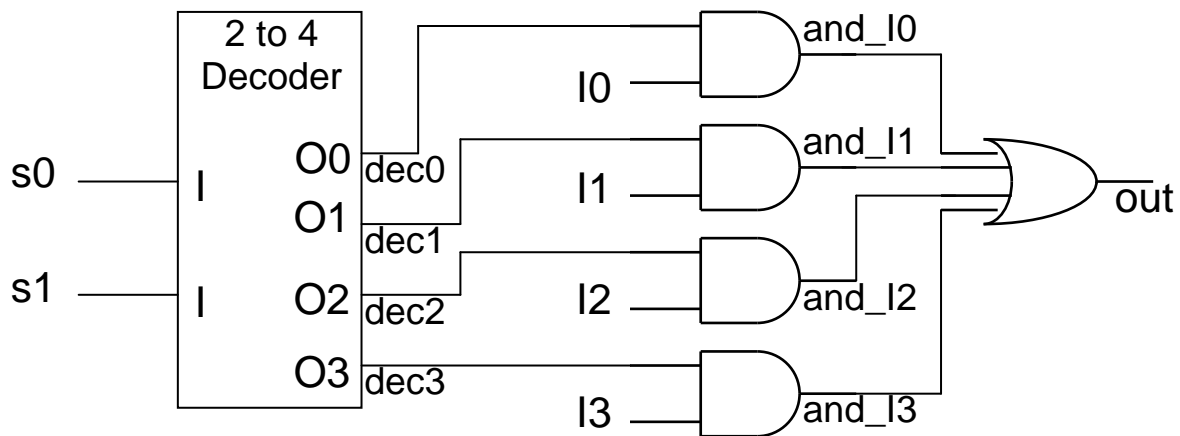 2 to 4
Decoder
s0
I
s1
I
O0
dec0
O1
dec1
O2
dec2
O3
dec3
I0
and_I0
I1
and_I1
I2
and_I2
I3
and_I3
out